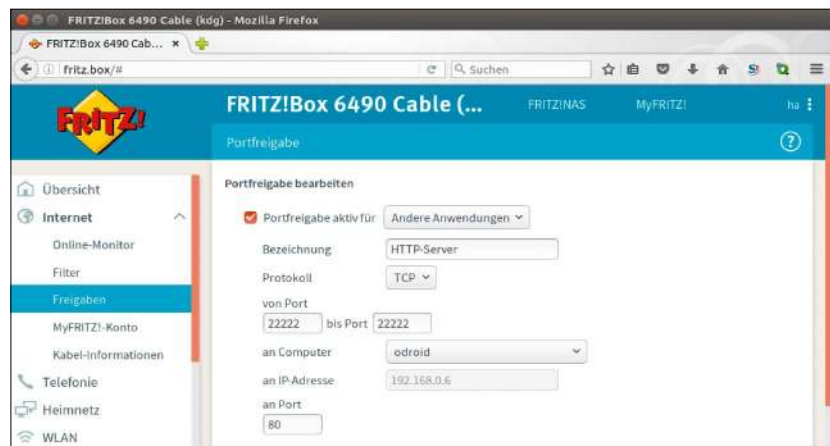 FRITZ!Box 6490 Cable (kdg) - Mozilla Firefox
FRITZ!Box 6490 Cab... ×
fritz.box/#
Suchen
FRITZ!
FRITZ!Box 6490 Cable (...
FRITZ!NAS
MyFRITZ!
ha
Portfreigabe
?
Übersicht
Internet
Online-Monitor
Filter
Freigaben
MyFRITZ!-Konto
Kabel-Informationen
Telefonie
Heimnetz
WLAN
Portfreigabe bearbeiten
Portfreigabe aktiv für Andere Anwendungen
Bezeichnung HTTP-Server
Protokoll TCP
von Port
22222 bis Port 22222
an Computer odroid
an IP-Adresse 192.168.0.6
an Port
80